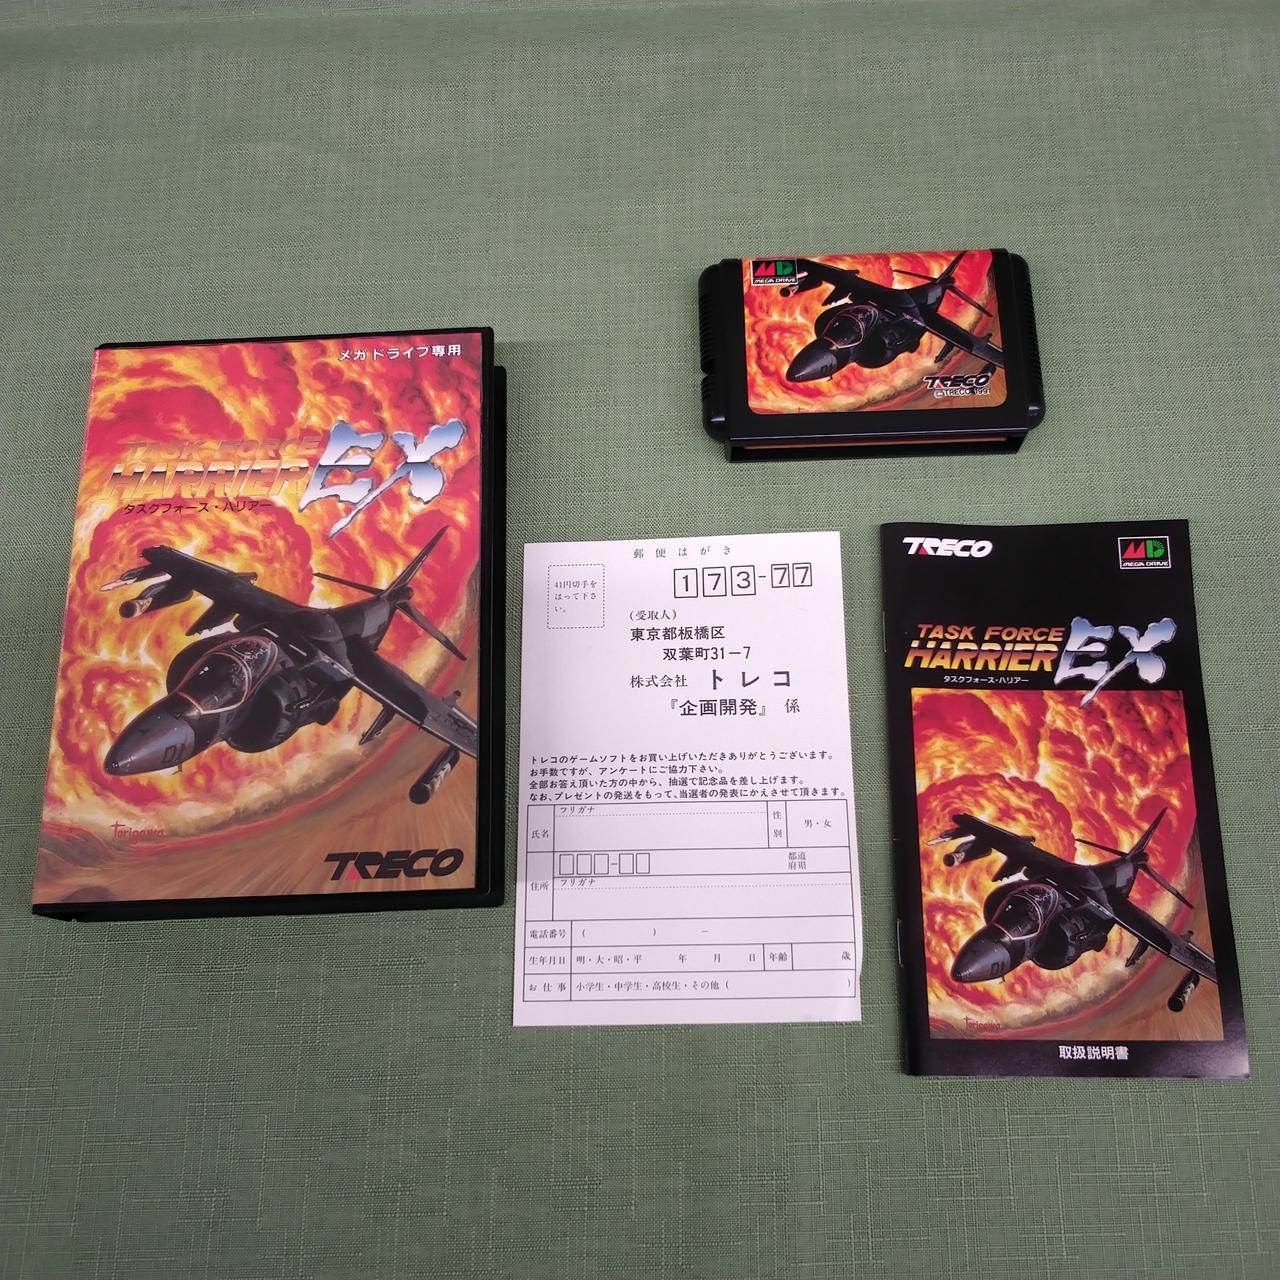 メガドライブ専用
TASK FORCE
HARRIER EX
タスクフォース・ハリアー
01
Torigawa
TRECO
MD
MEGA DRIVE
TRECO
©TRECO 1991
郵便はがき
41円切手を
はって下さ
い。
173-77
(受取人)
東京都板橋区
双葉町31-7
株式会社 トレコ
『企画開発』係
トレコのゲームソフトをお買い上げいただきありがとうございます。
お手数ですが、アンケートにご協力下さい。
全部お答え頂いた方の中から、抽選で記念品を差し上げます。
なお、プレゼントの発送をもって、当選者の発表にかえさせて頂きます。
フリガナ
氏名
性別
男・女
都道
府県
住所
フリガナ
電話番号 ( ) -
生年月日 明・大・昭・平 年 月 日 年齢 歳
お仕事 小学生・中学生・高校生・その他 ( )
TRECO
MD
MEGA DRIVE
TASK FORCE
HARRIER EX
タスクフォース・ハリアー
01
Torigawa
取扱説明書